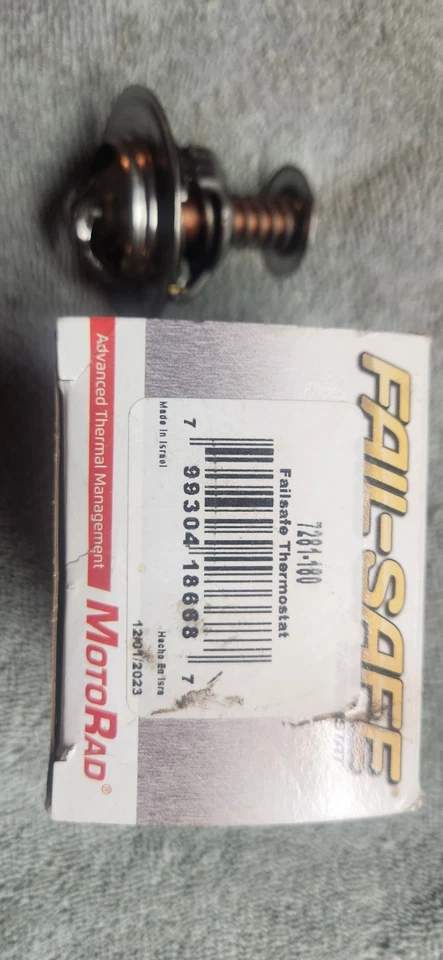 FAIL-SAFE
STAT
7281-180
Failsafe Thermostat
7 99304 18668 7
Made In Israel
Hecho En Isra
12/01/2023
Advanced Thermal Management
MOTORAD®